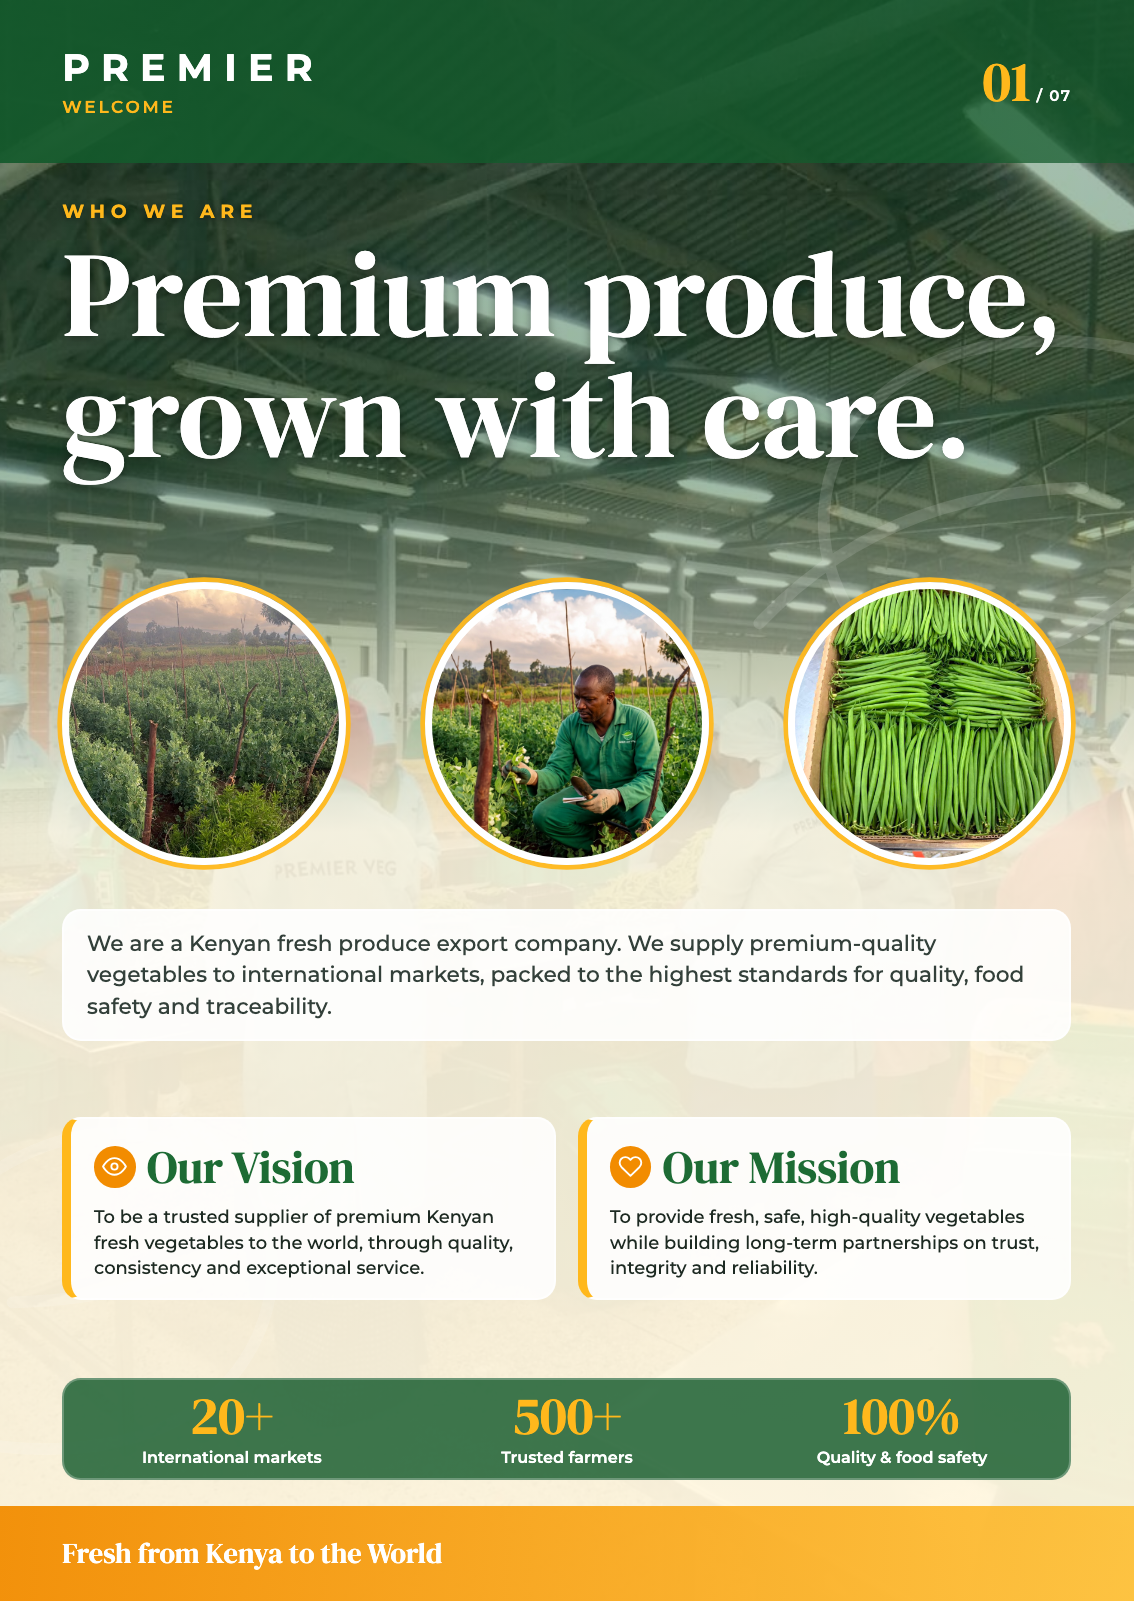 PREMIER
WELCOME
01 / 07
WHO WE ARE
Premium produce,
grown with care.
PREMIER VEG
We are a Kenyan fresh produce export company. We supply premium-quality
vegetables to international markets, packed to the highest standards for quality, food
safety and traceability.
Our Vision
To be a trusted supplier of premium Kenyan
fresh vegetables to the world, through quality,
consistency and exceptional service.
Our Mission
To provide fresh, safe, high-quality vegetables
while building long-term partnerships on trust,
integrity and reliability.
20+
International markets
500+
Trusted farmers
100%
Quality & food safety
Fresh from Kenya to the World